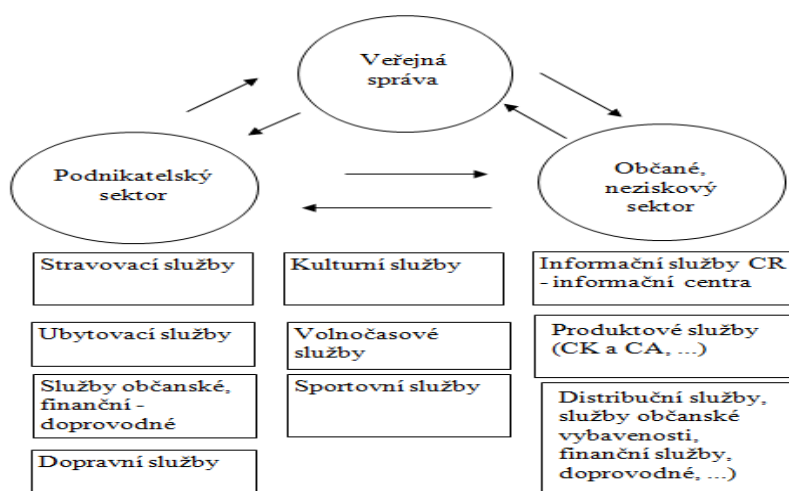 Veřejná
správa
Podnikatelský
sektor
Občané,
neziskový
sektor
Stravovací služby
Kulturní služby
Informační služby CR
- informační centra
Ubytovací služby
Volnočasové
služby
Produktové služby
(CK a CA, ...)
Služby občanské,
finanční -
doprovodné
Sportovní služby
Distribuční služby,
služby občanské
vybavenosti,
finanční služby,
doprovodné, ...)
Dopravní služby